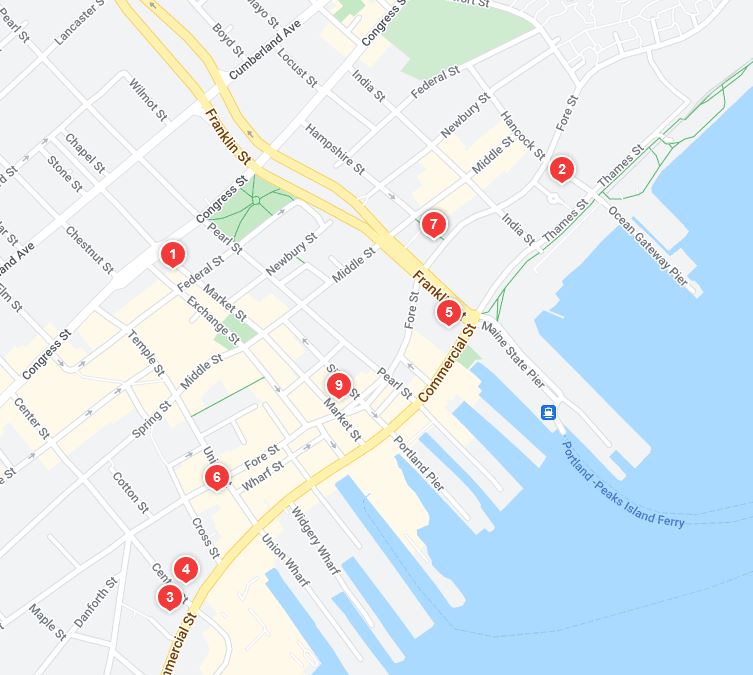 Pearl St
Lancaster St
Mayo St
Boyd St
Cumberland Ave
Congress St
Locust St
India St
Federal St
Wilmot St
Franklin St
Hampshire St
Newbury St
Hancock St
Fore St
Middle St
Chapel St
Stone St
2
Thames St
Congress St
Ocean Gateway Pier
Thames St
India St
7
Chestnut St
Pearl St
1
Newbury St
Federal St
Middle St
Market St
Exchange St
Fore St
5
Commercial St
Maine State Pier
Congress St
Temple St
Middle St
9
Pearl St
Market St
Center St
Spring St
Fore St
Wharf St
Portland Pier
Portland -Peaks Island Ferry
6
Cotton St
Cross St
Widgery Wharf
Union Wharf
4
3
Danforth St
Maple St